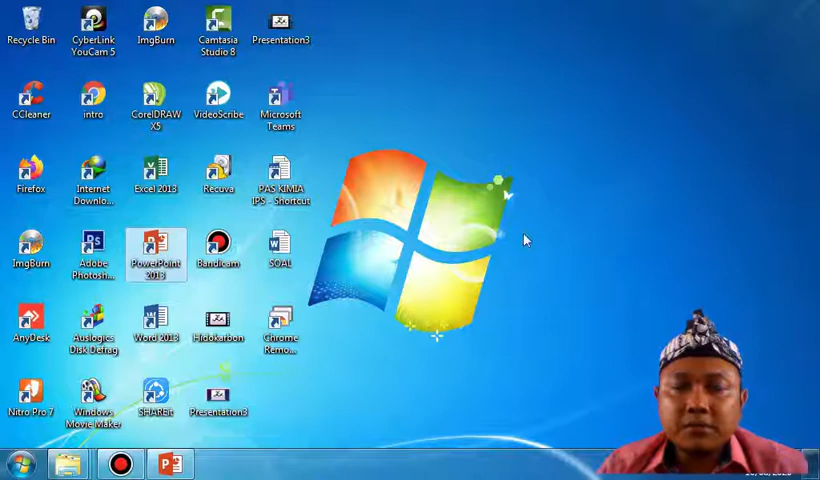 Recycle Bin
CyberLink
YouCam 5
ImgBurn
Camtasia
Studio 8
Presentation3
CCleaner
intro
CorelDRAW
X5
VideoScribe
Microsoft
Teams
Firefox
Internet
Downlo...
Excel 2013
Recuva
PAS KIMIA
IPS - Shortcut
ImgBurn
Adobe
Photosh...
PowerPoint
2013
Bandicam
SOAL
AnyDesk
Auslogics
Disk Defrag
Word 2013
Hidokarbon
Chrome
Remo...
Nitro Pro 7
Windows
Movie Maker
SHAREit
Presentation3